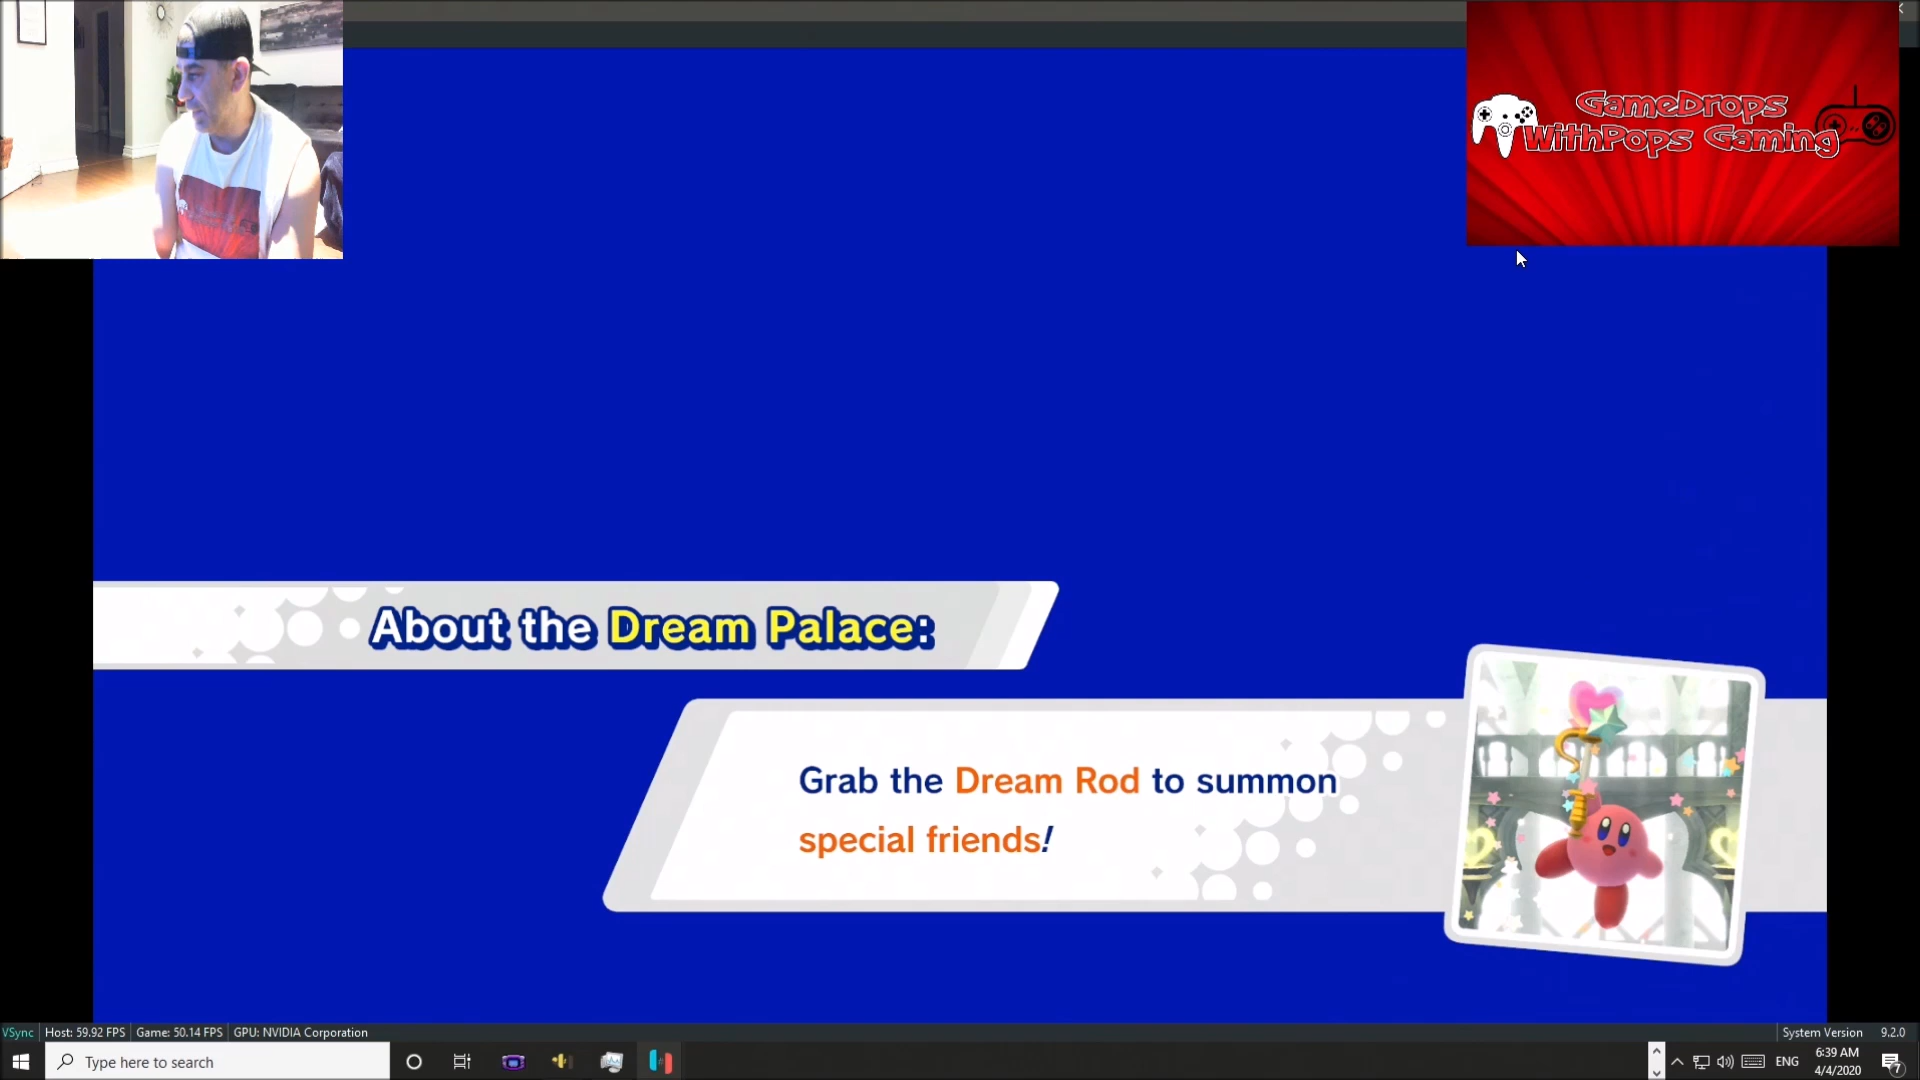 GameDrops
WithPops Gaming
About the Dream Palace:
Grab the Dream Rod to summon
special friends!
VSync Host: 59.92 FPS Game: 50.14 FPS GPU: NVIDIA Corporation System Version 9.2.0
Type here to search
ENG
6:39 AM
4/4/2020
7